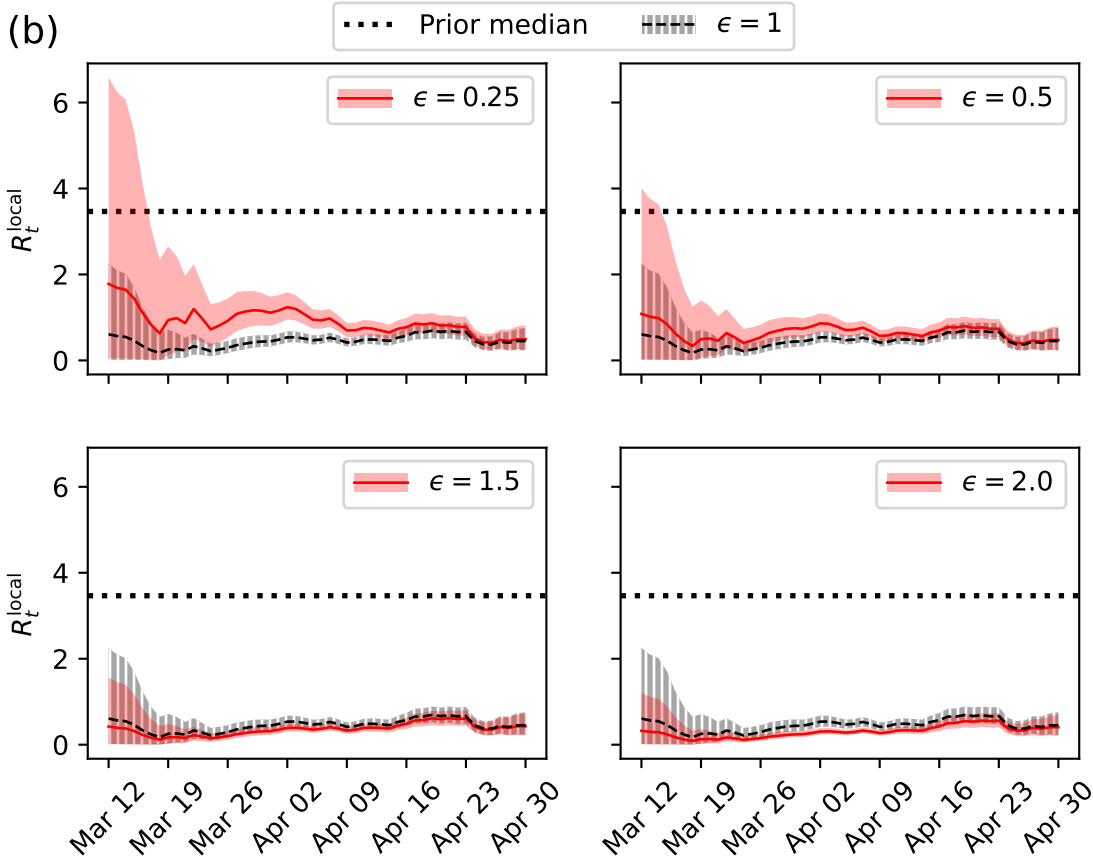 (b)
Prior median
ϵ = 1
ϵ = 0.25
ϵ = 0.5
6
4
2
0
R_t^local
ϵ = 1.5
ϵ = 2.0
6
4
2
0
R_t^local
Mar 12
Mar 19
Mar 26
Apr 02
Apr 09
Apr 16
Apr 23
Apr 30
Mar 12
Mar 19
Mar 26
Apr 02
Apr 09
Apr 16
Apr 23
Apr 30